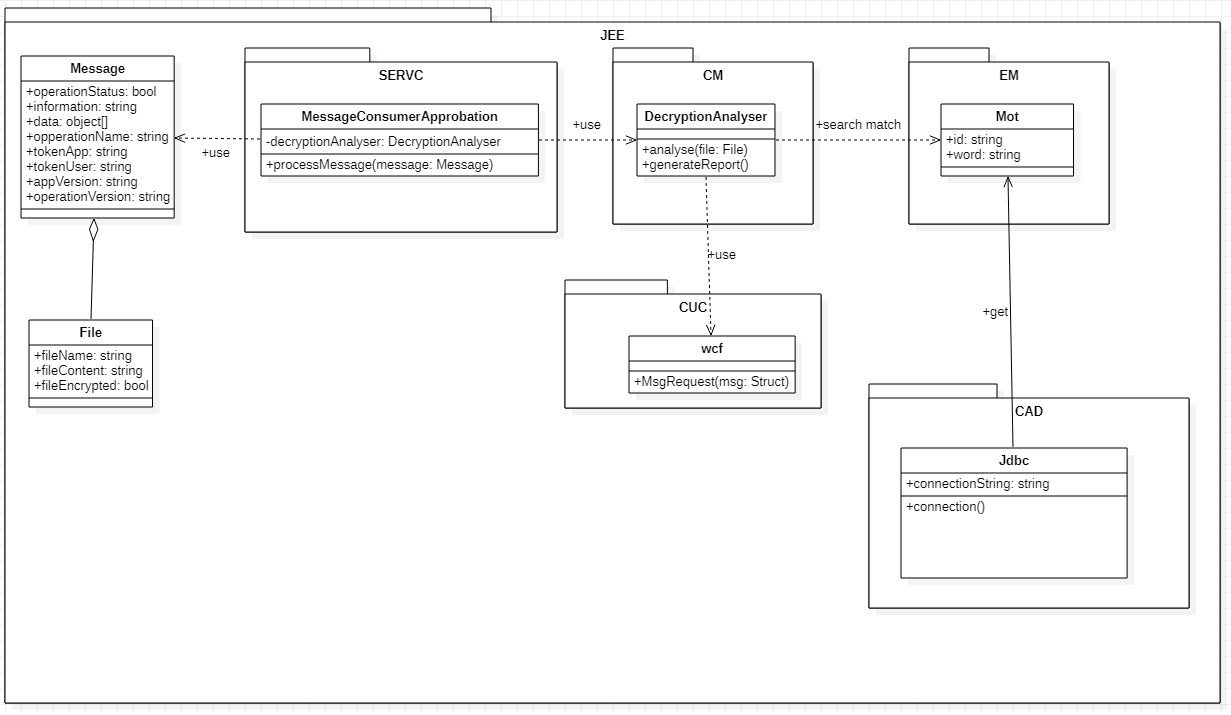 JEE
Message
+operationStatus: bool
+information: string
+data: object[]
+opperationName: string
+tokenApp: string
+tokenUser: string
+appVersion: string
+operationVersion: string
+use
SERVC
MessageConsumerApprobation
-decryptionAnalyser: DecryptionAnalyser
+processMessage(message: Message)
+use
CM
DecryptionAnalyser
+analyse(file: File)
+generateReport()
+search match
EM
Mot
+id: string
+word: string
+use
+get
File
+fileName: string
+fileContent: string
+fileEncrypted: bool
CUC
wcf
+MsgRequest(msg: Struct)
CAD
Jdbc
+connectionString: string
+connection()